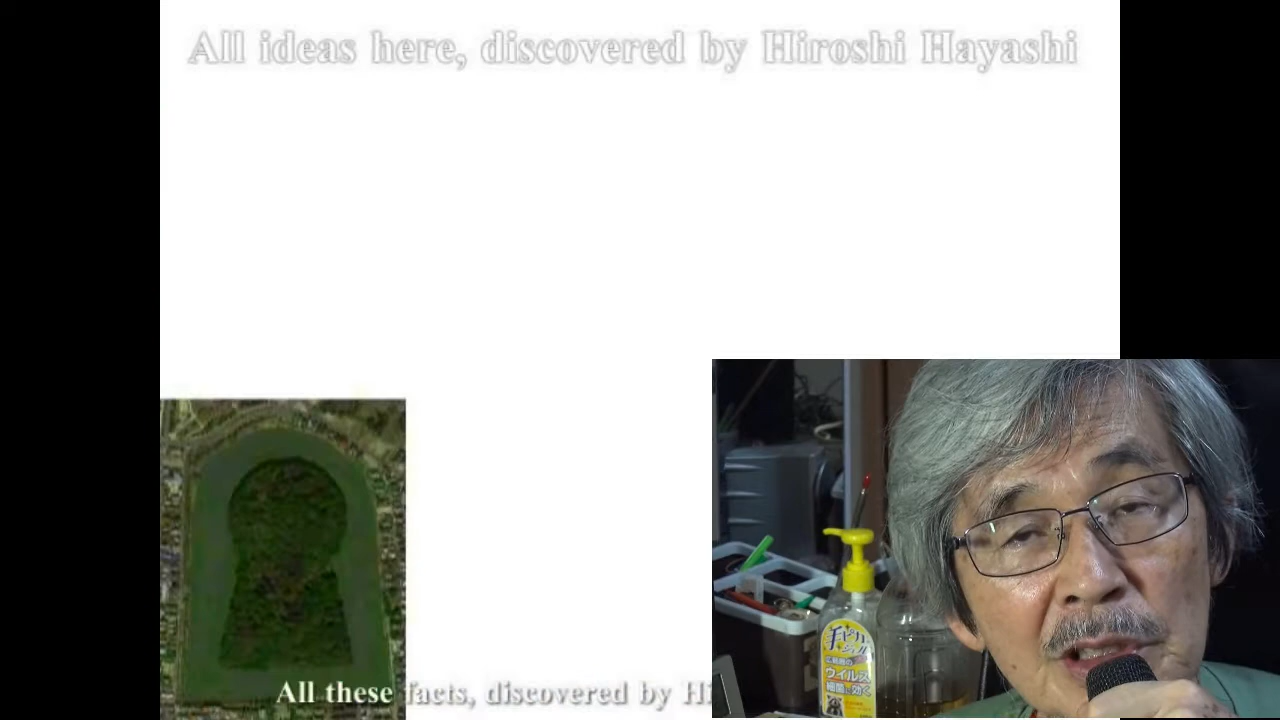 All ideas here, discovered by Hiroshi Hayashi
All these facts, discovered by Hi
手ピカ
ジェル
ウイルス
細菌に効く